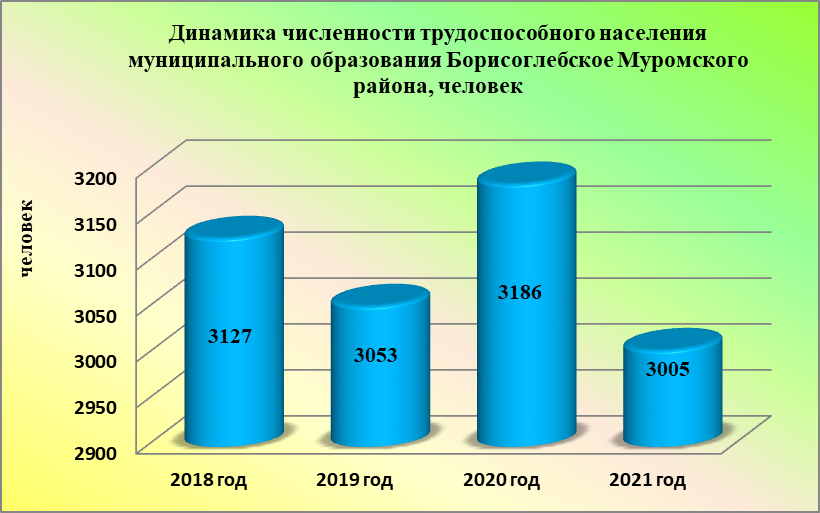 Динамика численности трудоспособного населения
муниципального образования Борисоглебское Муромского
района, человек
человек
3200
3150
3100
3050
3000
2950
2900
3127
3053
3186
3005
2018 год
2019 год
2020 год
2021 год